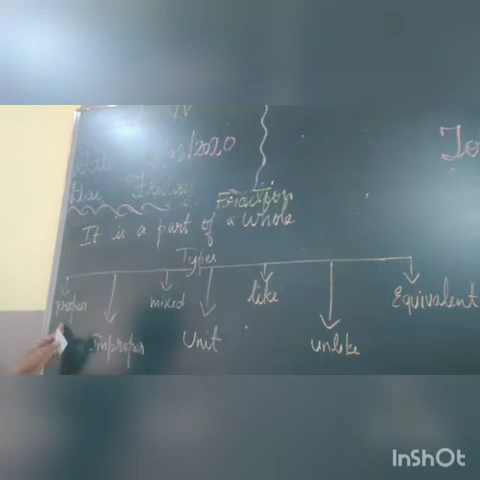 /2020
Day Friday
Fraction
It is a part of a whole
Types
proper
mixed
like
Equivalent
Improper
Unit
unlike
InShOt